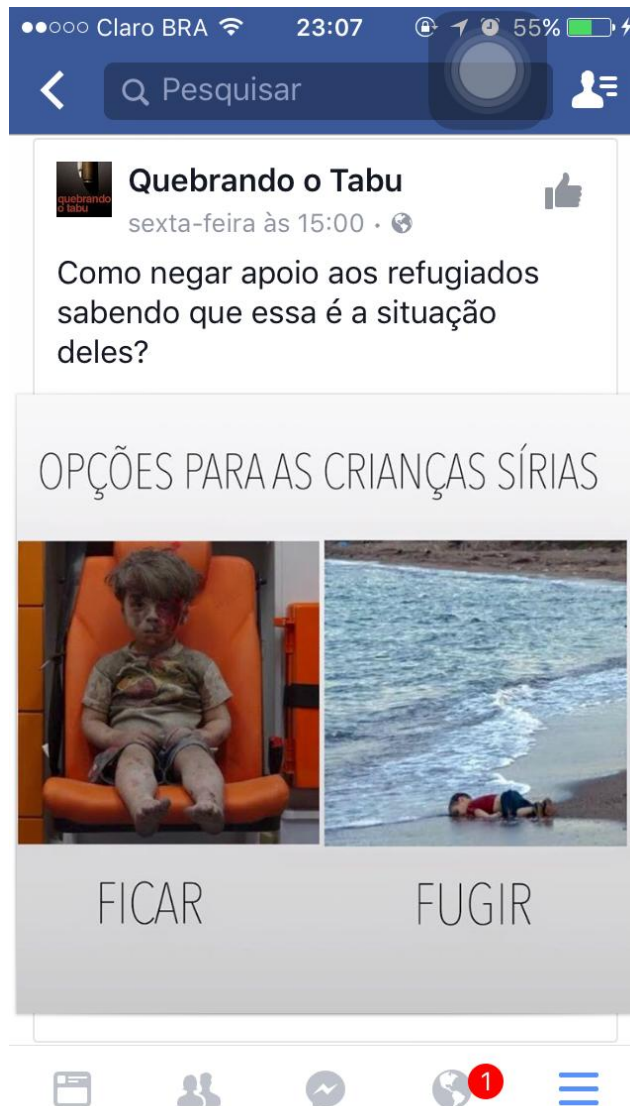 Claro BRA 23:07 55%
Pesquisar
quebrando
o tabu
Quebrando o Tabu
sexta-feira às 15:00 ·
Como negar apoio aos refugiados
sabendo que essa é a situação
deles?
OPÇÕES PARA AS CRIANÇAS SÍRIAS
FICAR
FUGIR
1